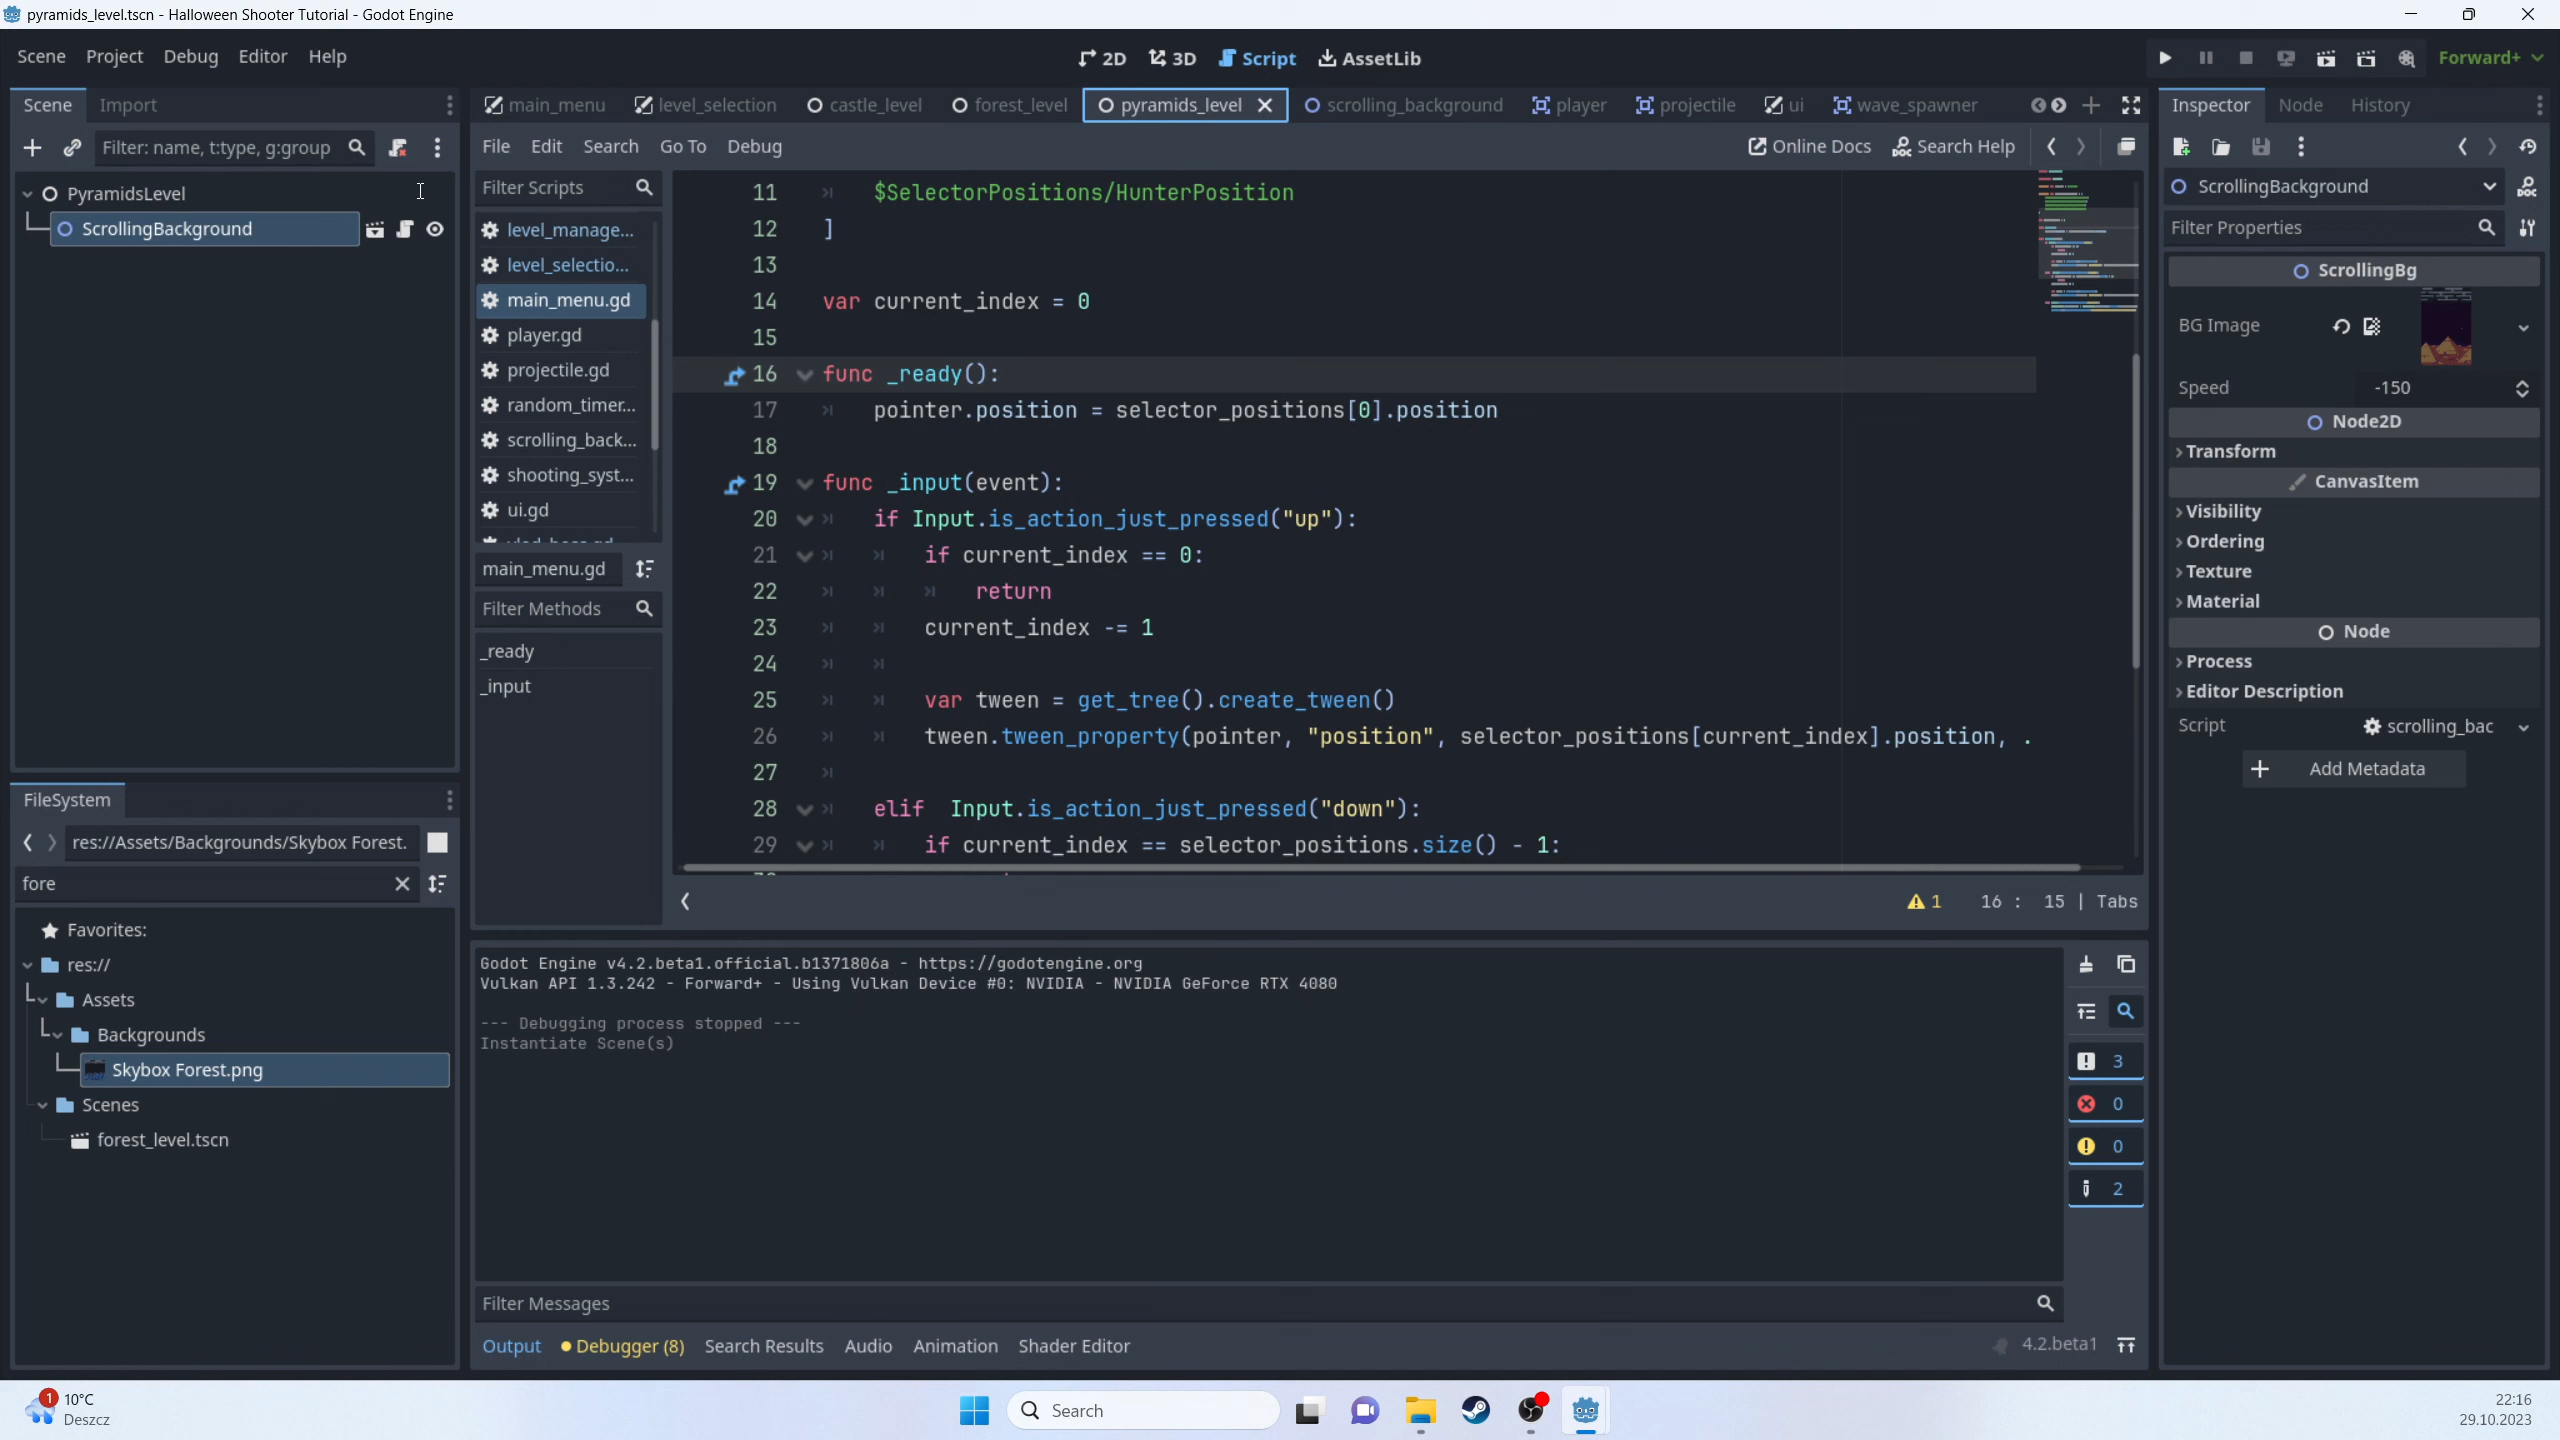 pyramids_level.tscn - Halloween Shooter Tutorial - Godot Engine
Scene Project Debug Editor Help
2D 3D Script AssetLib
Forward+
Scene Import
main_menu level_selection castle_level forest_level pyramids_level scrolling_background player projectile ui wave_spawner
Inspector Node History
Filter: name, t:type, g:group
File Edit Search Go To Debug
Online Docs Search Help
PyramidsLevel
ScrollingBackground
Filter Scripts
level_manage...
level_selectio...
main_menu.gd
player.gd
projectile.gd
random_timer...
scrolling_back...
shooting_syst...
ui.gd
main_menu.gd
Filter Methods
_ready
_input
11 $SelectorPositions/HunterPosition
12 ]
13
14 var current_index = 0
15
16 func _ready():
17 pointer.position = selector_positions[0].position
18
19 func _input(event):
20 if Input.is_action_just_pressed("up"):
21 if current_index == 0:
22 return
23 current_index -= 1
24
25 var tween = get_tree().create_tween()
26 tween.tween_property(pointer, "position", selector_positions[current_index].position, .
27
28 elif Input.is_action_just_pressed("down"):
29 if current_index == selector_positions.size() - 1:
1 16 : 15 | Tabs
ScrollingBackground
Filter Properties
ScrollingBg
BG Image
Speed -150
Node2D
Transform
CanvasItem
Visibility
Ordering
Texture
Material
Node
Process
Editor Description
Script scrolling_bac
Add Metadata
FileSystem
res://Assets/Backgrounds/Skybox Forest.
fore
Favorites:
res://
Assets
Backgrounds
Skybox Forest.png
Scenes
forest_level.tscn
Godot Engine v4.2.beta1.official.b1371806a - https://godotengine.org
Vulkan API 1.3.242 - Forward+ - Using Vulkan Device #0: NVIDIA - NVIDIA GeForce RTX 4080
--- Debugging process stopped ---
Instantiate Scene(s)
3
0
0
2
Filter Messages
Output Debugger (8) Search Results Audio Animation Shader Editor
4.2.beta1
1
10°C
Deszcz
Search
22:16
29.10.2023